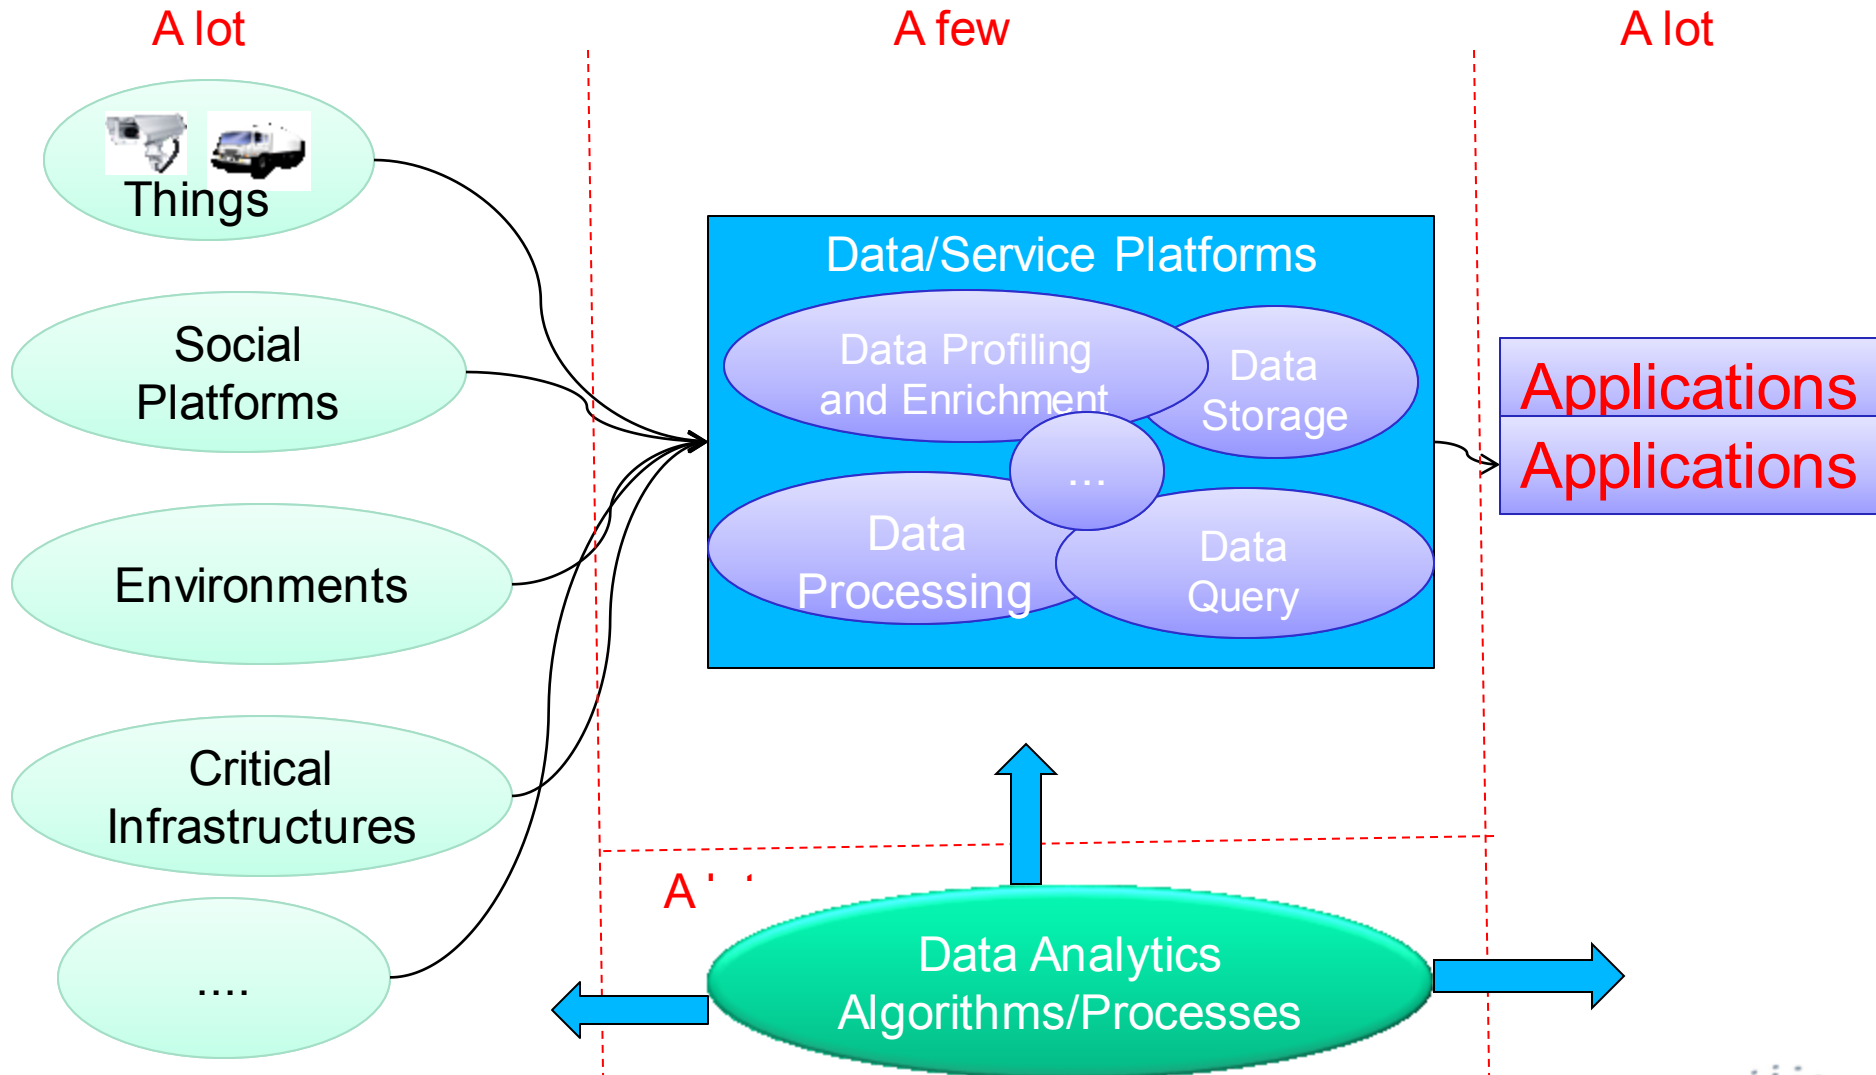 A lot
A few
A lot
Things
Social
Platforms
Environments
Critical
Infrastructures
....
Data/Service Platforms
Data Profiling
and Enrichment
Data
Storage
...
Data
Processing
Data
Query
Applications
Applications
A
Data Analytics
Algorithms/Processes